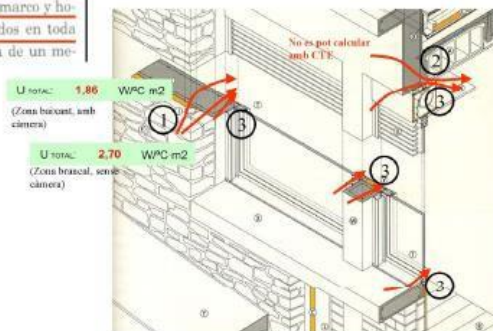 marco y ho-
dos en toda
a de un me-
No es pot calcular
amb CTE
U TOTAL: 1,86 W/ºC m2
(Zona baixant, amb
càmera)
U TOTAL: 2,70 W/ºC m2
(Zona brancal, sense
càmera)
1
2
3
3
3
3